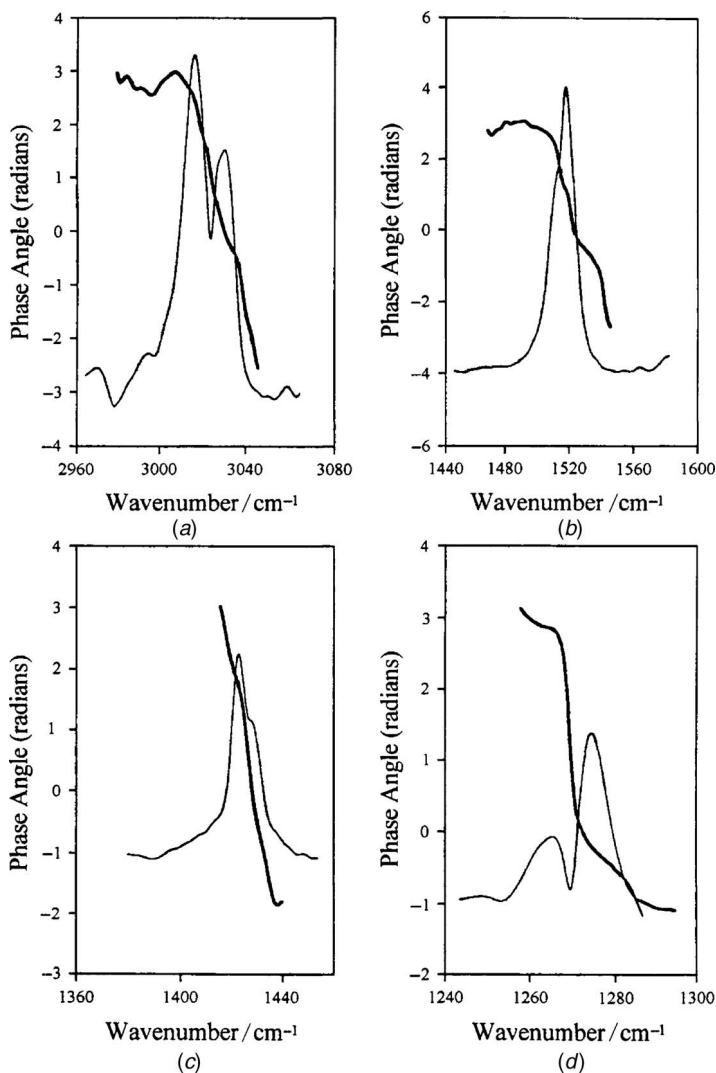 4
3
2
1
0
−1
−2
−3
−4
Phase Angle (radians)
2960 3000 3040 3080
Wavenumber / cm−1
(a)
6
4
2
0
−2
−4
−6
Phase Angle (radians)
1440 1480 1520 1560 1600
Wavenumber / cm−1
(b)
4
3
2
1
0
−1
−2
−3
Phase Angle (radians)
1360 1400 1440
Wavenumber / cm−1
(c)
4
3
2
1
0
−1
−2
Phase Angle (radians)
1240 1260 1280 1300
Wavenumber / cm−1
(d)